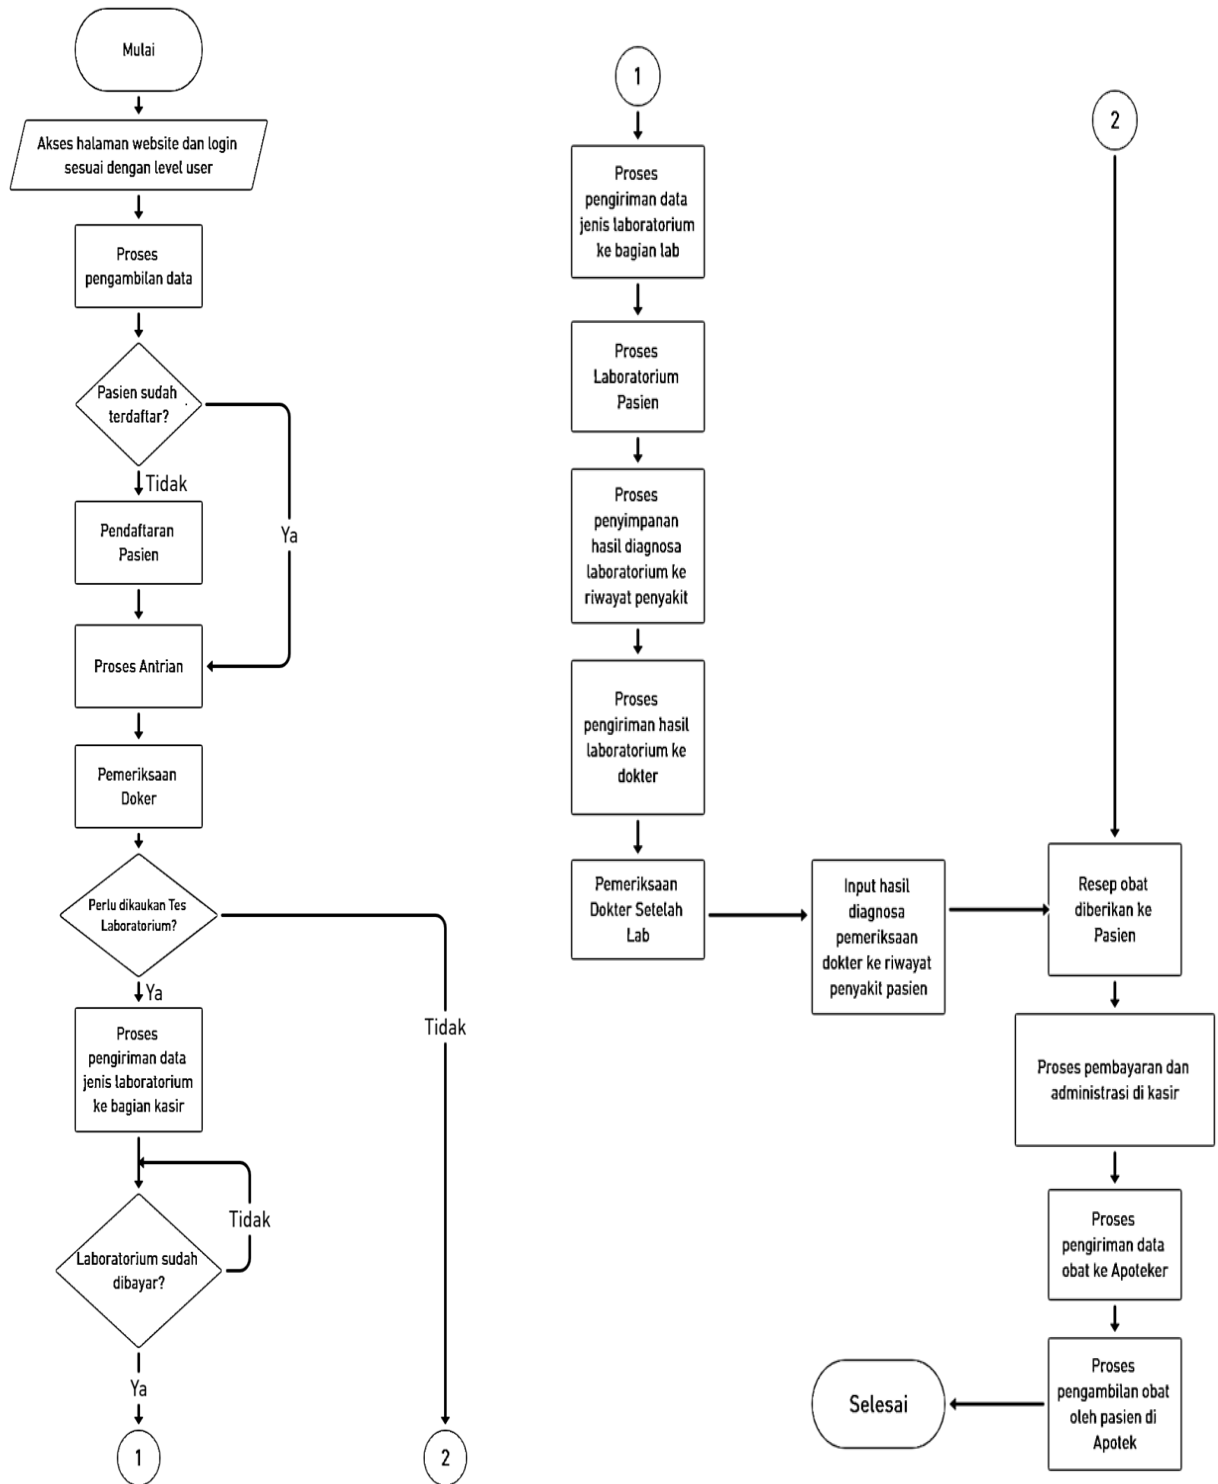 Mulai
Akses halaman website dan login
sesuai dengan level user
Proses
pengambilan data
Pasien sudah
terdaftar?
Tidak
Ya
Pendaftaran
Pasien
Proses Antrian
Pemeriksaan
Doker
Perlu dikaukan Tes
Laboratorium?
Ya
Tidak
Proses
pengiriman data
jenis laboratorium
ke bagian kasir
Tidak
Laboratorium sudah
dibayar?
Ya
1
2
1
Proses
pengiriman data
jenis laboratorium
ke bagian lab
Proses
Laboratorium
Pasien
Proses
penyimpanan
hasil diagnosa
laboratorium ke
riwayat penyakit
Proses
pengiriman hasil
laboratorium ke
dokter
Pemeriksaan
Dokter Setelah
Lab
Input hasil
diagnosa
pemeriksaan
dokter ke riwayat
penyakit pasien
2
Resep obat
diberikan ke
Pasien
Proses pembayaran dan
administrasi di kasir
Proses
pengiriman data
obat ke Apoteker
Proses
pengambilan obat
oleh pasien di
Apotek
Selesai